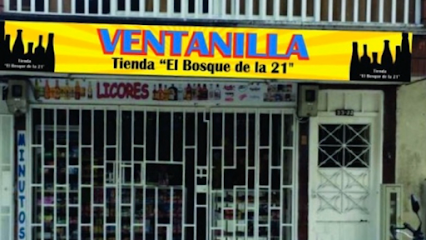 VENTANILLA
Tienda "El Bosque de la 21"
Tienda
"El Bosque de la 21"
Tienda
"El Bosque de la 21"
LICORES
MINUTOS